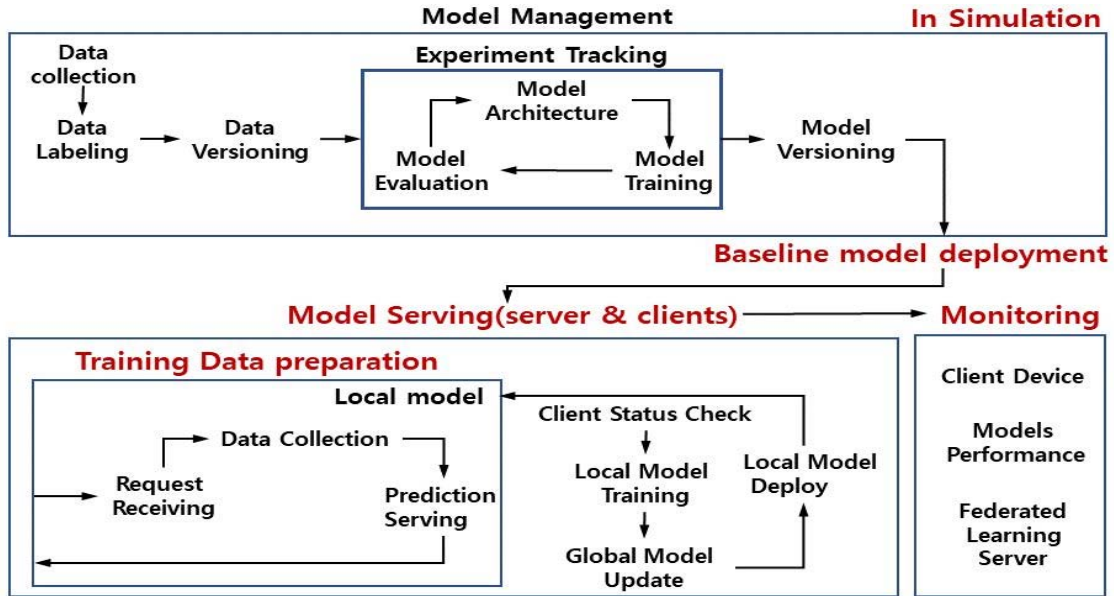 Model Management
In Simulation
Data
collection
Data
Labeling
Data
Versioning
Experiment Tracking
Model
Architecture
Model
Evaluation
Model
Training
Model
Versioning
Baseline model deployment
Model Serving(server & clients)
Monitoring
Training Data preparation
Local model
Data Collection
Request
Receiving
Prediction
Serving
Client Status Check
Local Model
Training
Global Model
Update
Local Model
Deploy
Client Device
Models
Performance
Federated
Learning
Server